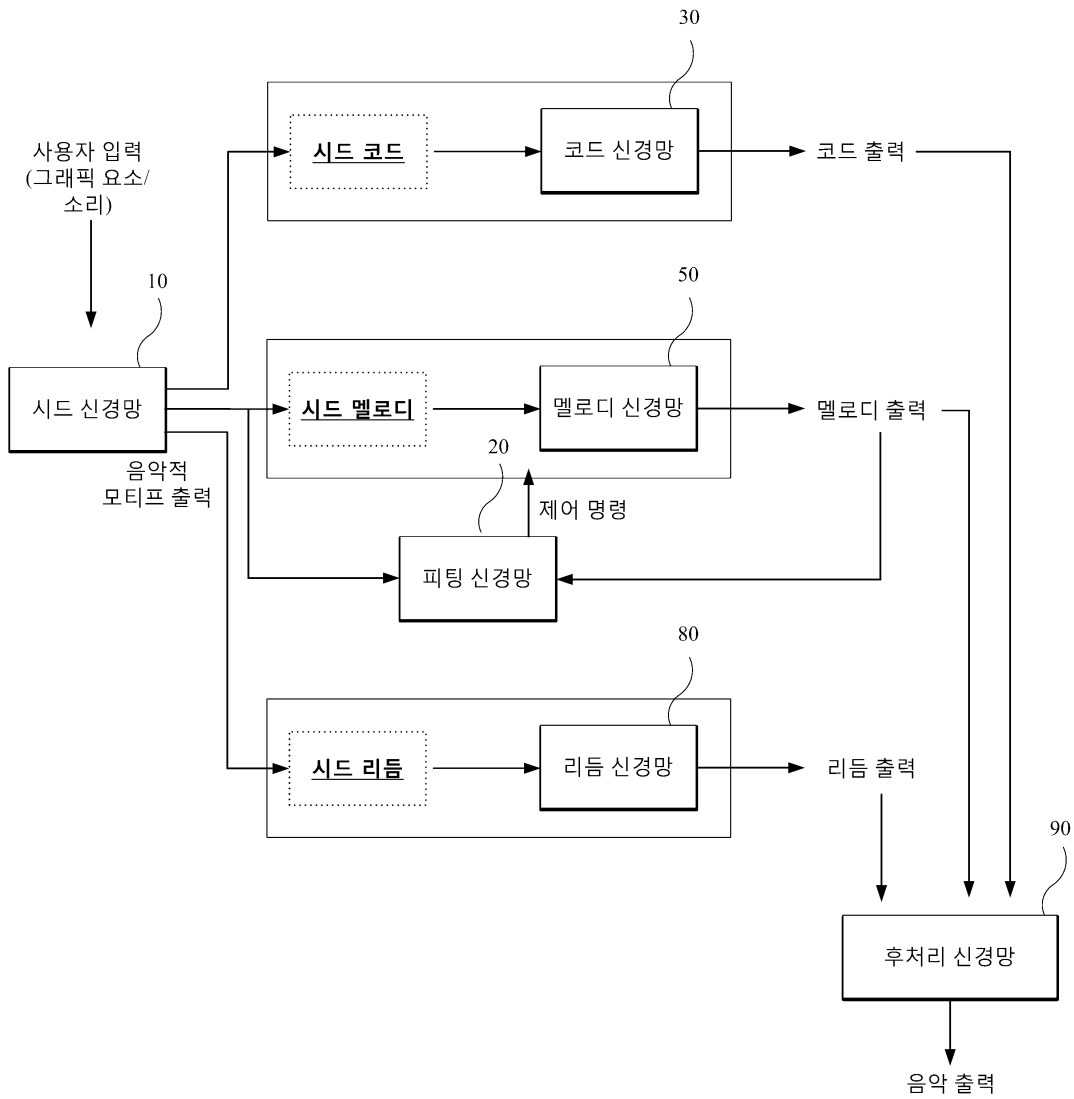 30
시드 코드
코드 신경망
코드 출력
사용자 입력
(그래픽 요소/
소리)
10
50
시드 신경망
시드 멜로디
멜로디 신경망
멜로디 출력
음악적
모티프 출력
20
제어 명령
피팅 신경망
80
시드 리듬
리듬 신경망
리듬 출력
90
후처리 신경망
음악 출력